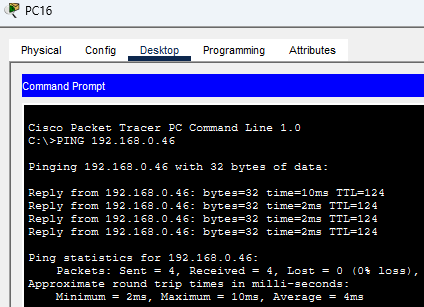 PC16
Physical Config Desktop Programming Attributes
Command Prompt
Cisco Packet Tracer PC Command Line 1.0
C:\>PING 192.168.0.46
Pinging 192.168.0.46 with 32 bytes of data:
Reply from 192.168.0.46: bytes=32 time=10ms TTL=124
Reply from 192.168.0.46: bytes=32 time=2ms TTL=124
Reply from 192.168.0.46: bytes=32 time=2ms TTL=124
Reply from 192.168.0.46: bytes=32 time=2ms TTL=124
Ping statistics for 192.168.0.46:
Packets: Sent = 4, Received = 4, Lost = 0 (0% loss),
Approximate round trip times in milli-seconds:
Minimum = 2ms, Maximum = 10ms, Average = 4ms